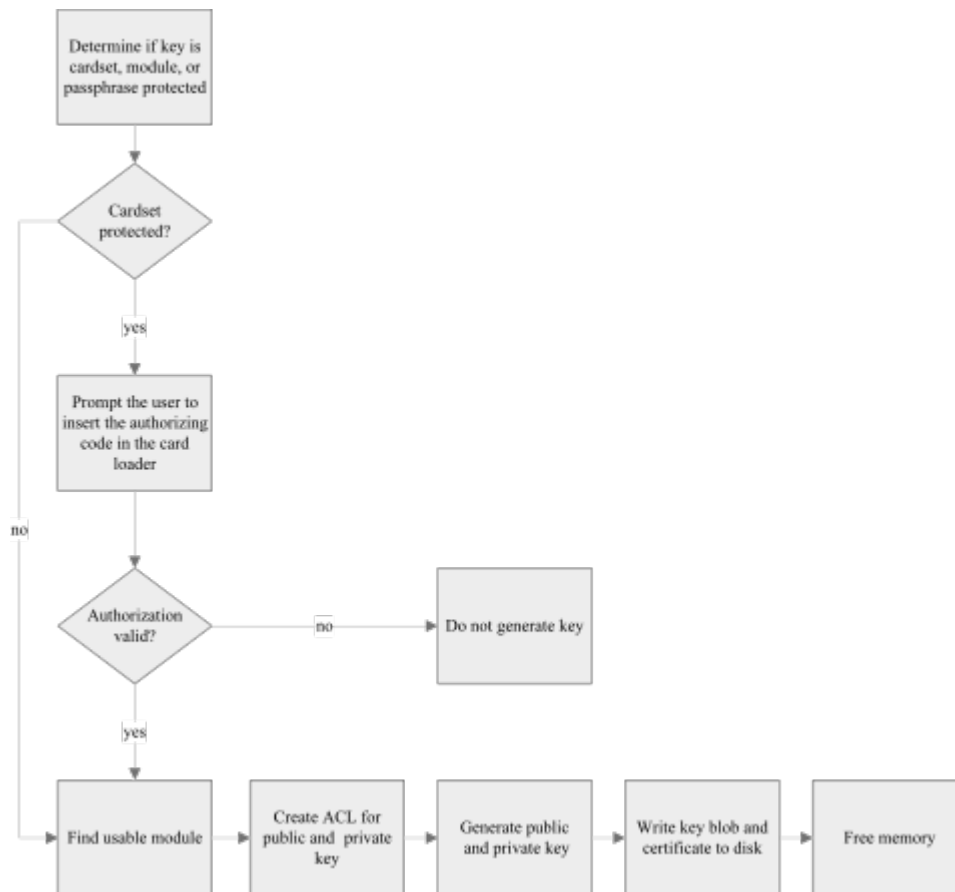 Determine if key is
cardset, module, or
passphrase protected
Cardset
protected?
yes
Prompt the user to
insert the authorizing
code in the card
loader
no
Authorization
valid?
no
Do not generate key
yes
Find usable module
Create ACL for
public and private
key
Generate public
and private key
Write key blob and
certificate to disk
Free memory